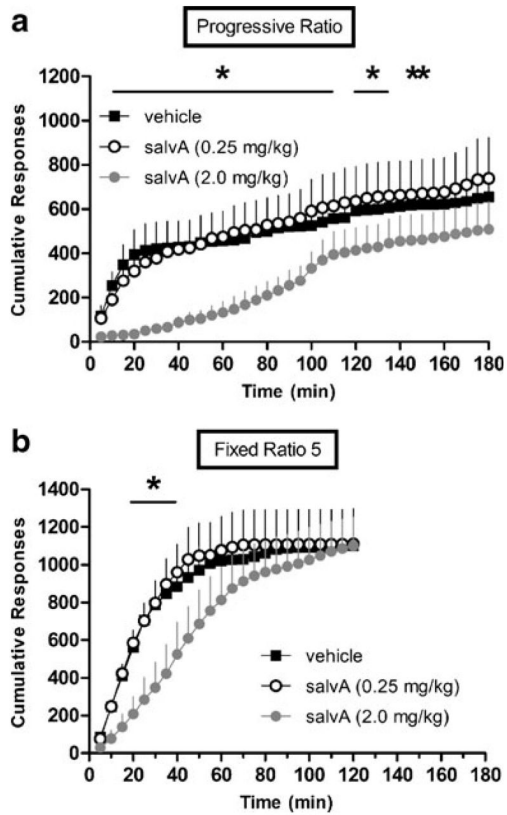 a
Progressive Ratio
* * **
1200
1000
800
600
400
200
0
Cumulative Responses
vehicle
salvA (0.25 mg/kg)
salvA (2.0 mg/kg)
0 20 40 60 80 100 120 140 160 180
Time (min)
b
Fixed Ratio 5
*
1400
1200
1000
800
600
400
200
0
Cumulative Responses
vehicle
salvA (0.25 mg/kg)
salvA (2.0 mg/kg)
0 20 40 60 80 100 120 140 160 180
Time (min)